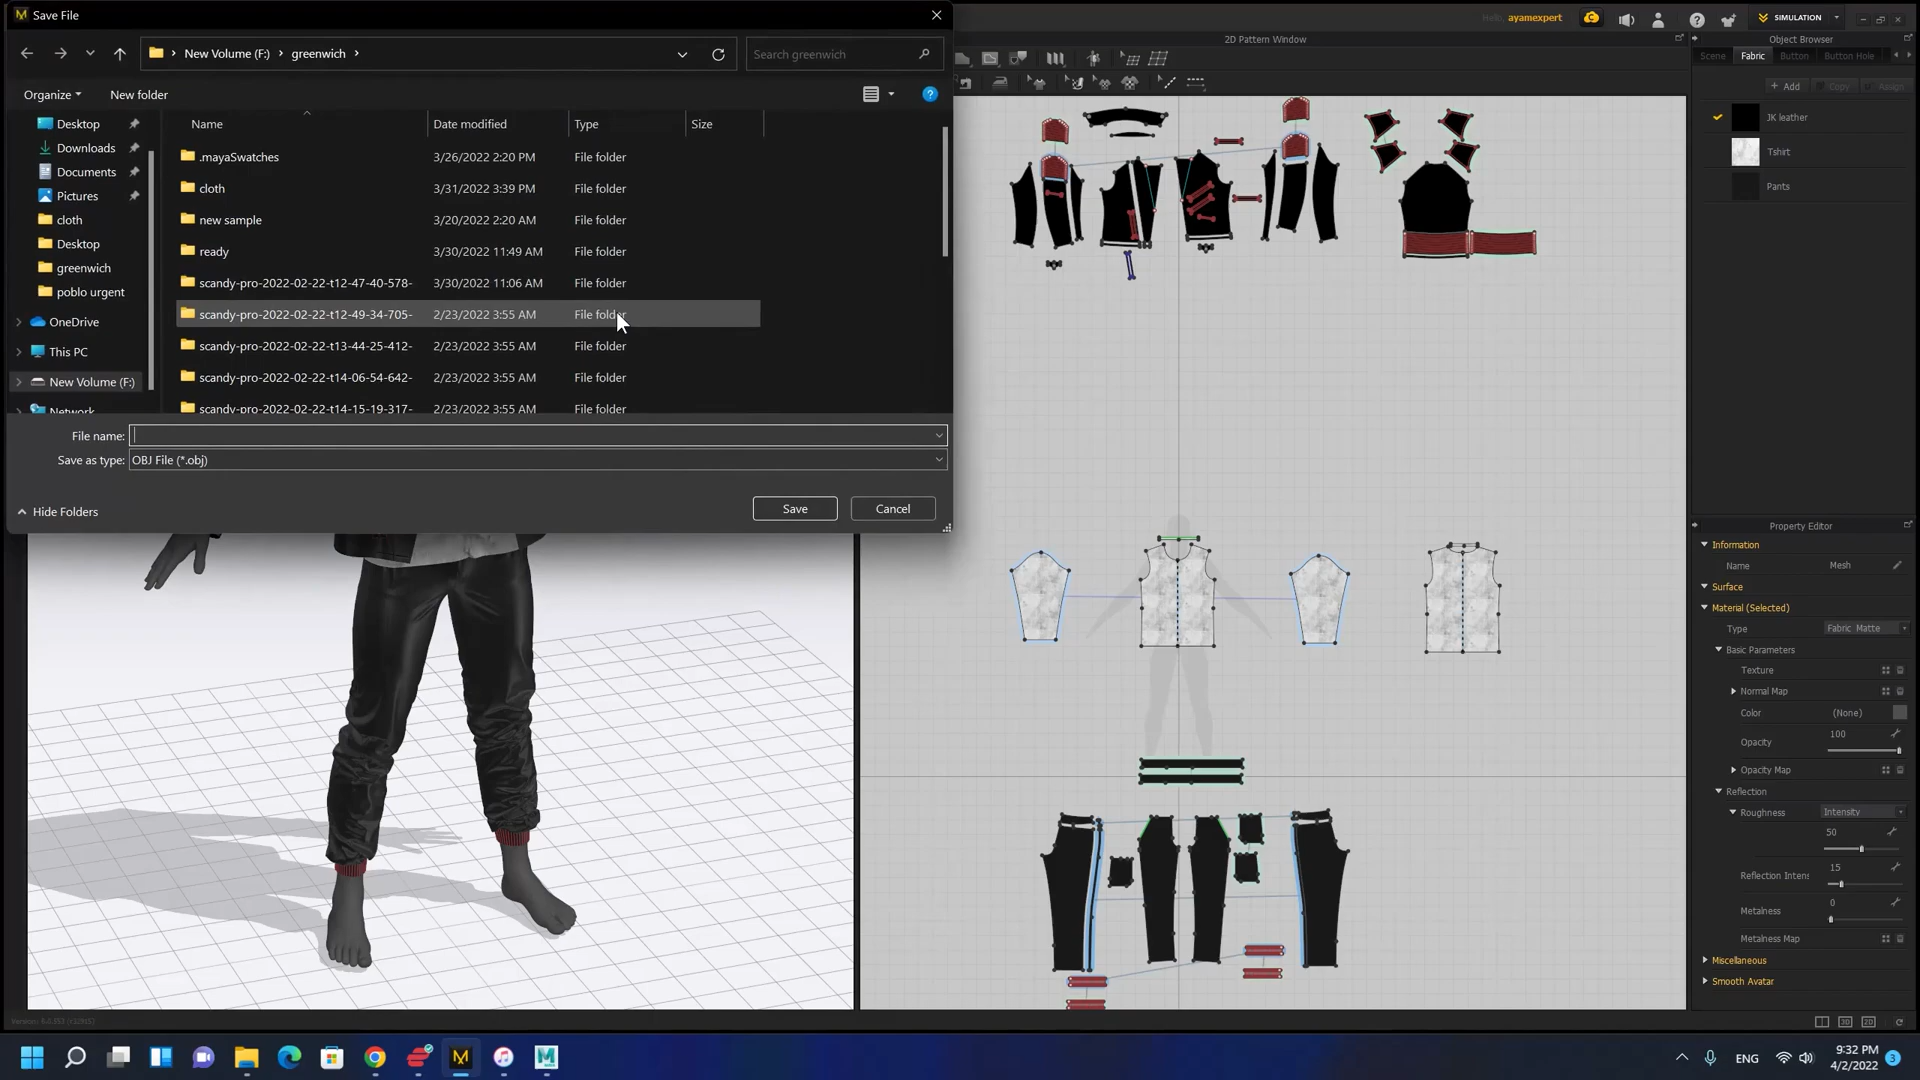 Save File
New Volume (F:) greenwich
Search greenwich
Organize
New folder
Name Date modified Type Size
Desktop
Downloads
Documents
Pictures
cloth
Desktop
greenwich
poblo urgent
OneDrive
This PC
New Volume (F:)
Network
.mayaSwatches 3/26/2022 2:20 PM File folder
cloth 3/31/2022 3:39 PM File folder
new sample 3/20/2022 2:20 AM File folder
ready 3/30/2022 11:49 AM File folder
scandy-pro-2022-02-22-t12-47-40-578- 3/30/2022 11:06 AM File folder
scandy-pro-2022-02-22-t12-49-34-705- 2/23/2022 3:55 AM File folder
scandy-pro-2022-02-22-t13-44-25-412- 2/23/2022 3:55 AM File folder
scandy-pro-2022-02-22-t14-06-54-642- 2/23/2022 3:55 AM File folder
scandy-pro-2022-02-22-t14-15-19-317- 2/23/2022 3:55 AM File folder
File name:
Save as type: OBJ File (*.obj)
Hide Folders
Save
Cancel
Hello, ayamexpert
SIMULATION
2D Pattern Window
Object Browser
Scene Fabric Button Button Hole
+ Add Copy Assign
JK leather
Tshirt
Pants
Property Editor
Information
Name Mesh
Surface
Material (Selected)
Type Fabric Matte
Basic Parameters
Texture
Normal Map
Color (None)
Opacity 100
Opacity Map
Reflection
Roughness Intensity
50
Reflection Intens 15
Metalness 0
Metalness Map
Miscellaneous
Smooth Avatar
3D
2D
ENG
9:32 PM
4/2/2022
3